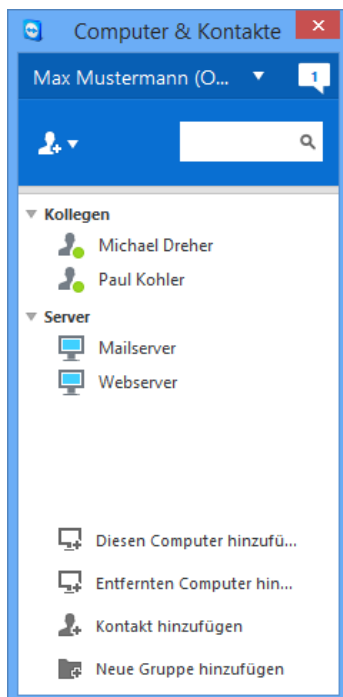 Computer & Kontakte
Max Mustermann (O...
1
Kollegen
Michael Dreher
Paul Kohler
Server
Mailserver
Webserver
Diesen Computer hinzufü...
Entfernten Computer hin...
Kontakt hinzufügen
Neue Gruppe hinzufügen